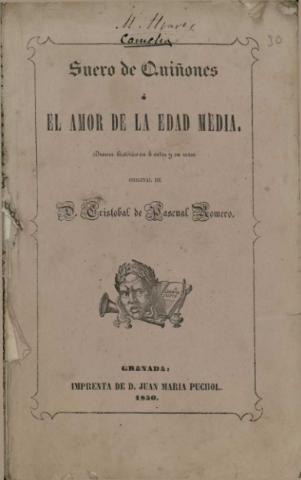 M. Alvarez
Comedia
30
Suero de Quiñones
ó
EL AMOR DE LA EDAD MEDIA.
Drama histórico en 4 actos y en verso
ORIGINAL DE
D. Cristobal de Pascual Romero.
GRANADA:
IMPRENTA DE D. JUAN MARIA PUCHOL.
1850.